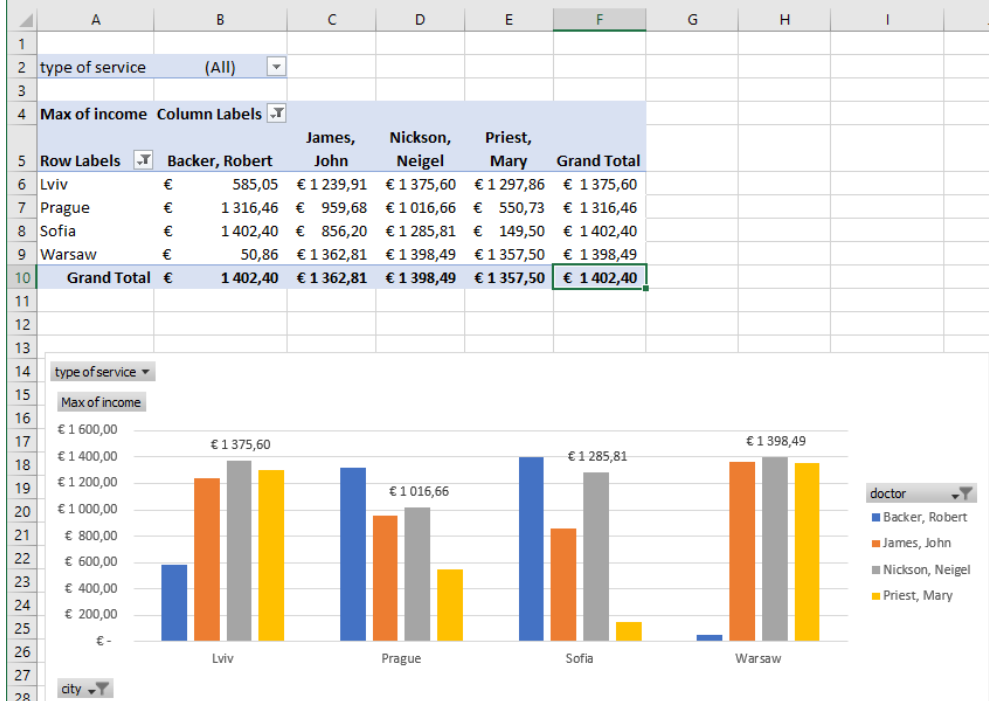 A B C D E F G H I
1
2 type of service (All)
3
4 Max of income Column Labels
James, Nickson, Priest,
5 Row Labels Backer, Robert John Neigel Mary Grand Total
6 Lviv € 585,05 € 1 239,91 € 1 375,60 € 1 297,86 € 1 375,60
7 Prague € 1 316,46 € 959,68 € 1 016,66 € 550,73 € 1 316,46
8 Sofia € 1 402,40 € 856,20 € 1 285,81 € 149,50 € 1 402,40
9 Warsaw € 50,86 € 1 362,81 € 1 398,49 € 1 357,50 € 1 398,49
10 Grand Total € 1 402,40 € 1 362,81 € 1 398,49 € 1 357,50 € 1 402,40
11
12
13
14 type of service
15 Max of income
16 € 1 600,00
17 € 1 375,60 € 1 398,49
18 € 1 400,00 € 1 285,81
19 € 1 200,00 € 1 016,66 doctor
20 € 1 000,00 Backer, Robert
21 € 800,00 James, John
22 € 600,00 Nickson, Neigel
23 € 400,00 Priest, Mary
24 € 200,00
25 € -
26 Lviv Prague Sofia Warsaw
27
28 city